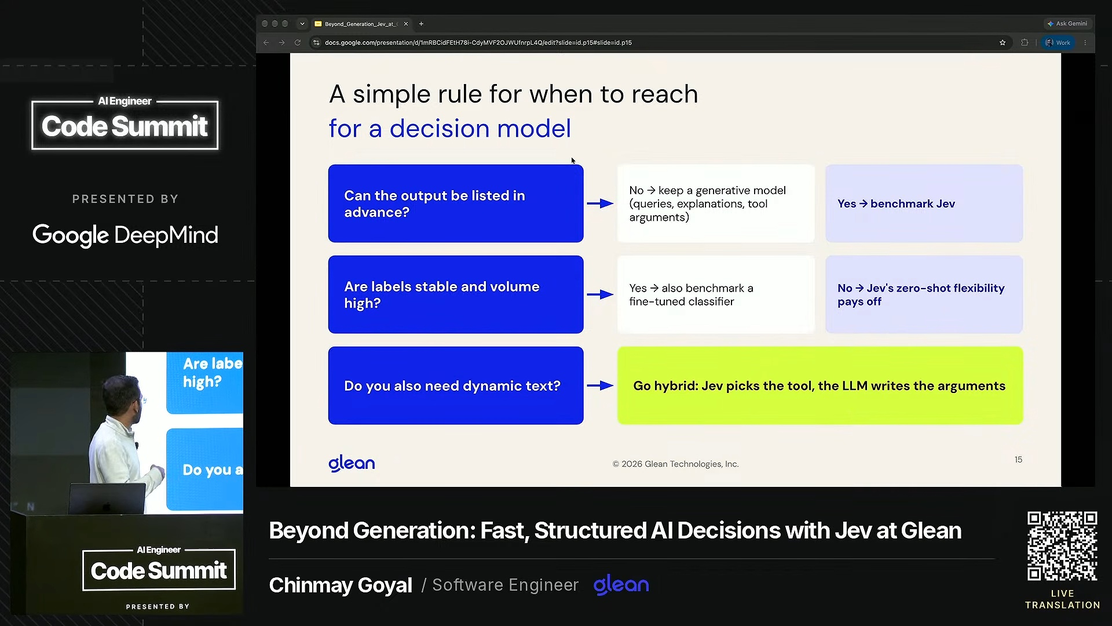 AI Engineer
Code Summit
PRESENTED BY
Google DeepMind
Beyond_Generation_Jev_at_
Ask Gemini
docs.google.com/presentation/d/1mRBCidFEtH78i-CdyMVF2OJWUfnrpL4Q/edit?slide=id.p15#slide=id.p15
Work
A simple rule for when to reach
for a decision model
Can the output be listed in
advance?
No → keep a generative model
(queries, explanations, tool
arguments)
Yes → benchmark Jev
Are labels stable and volume
high?
Yes → also benchmark a
fine-tuned classifier
No → Jev's zero-shot flexibility
pays off
Do you also need dynamic text?
Go hybrid: Jev picks the tool, the LLM writes the arguments
glean
© 2026 Glean Technologies, Inc.
15
Are labe
high?
Do you a
AI Engineer
Code Summit
PRESENTED BY
Beyond Generation: Fast, Structured AI Decisions with Jev at Glean
Chinmay Goyal / Software Engineer glean
LIVE
TRANSLATION